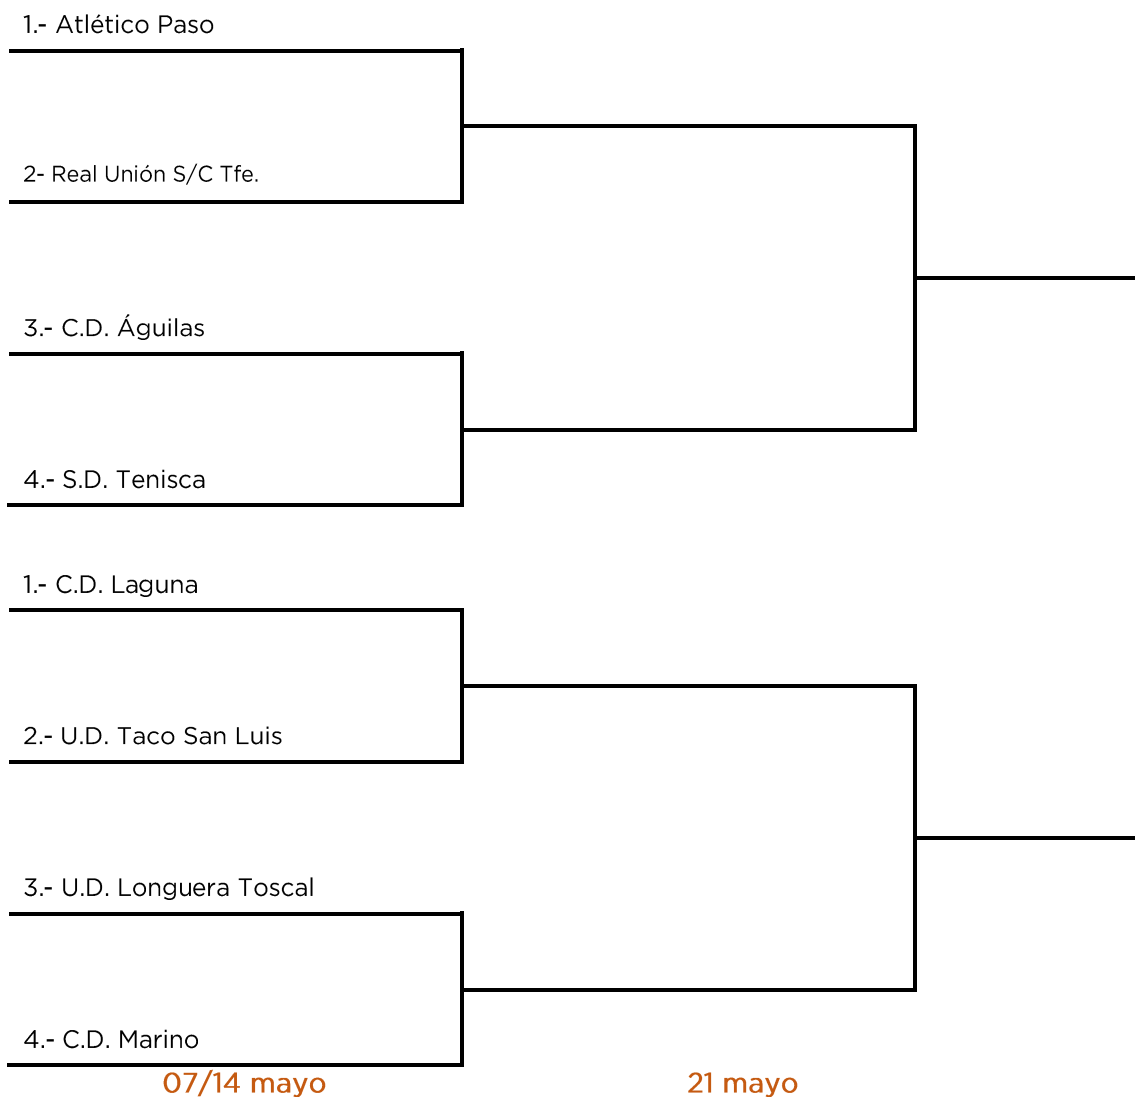 1.- Atlético Paso
2- Real Unión S/C Tfe.
3.- C.D. Águilas
4.- S.D. Tenisca
1.- C.D. Laguna
2.- U.D. Taco San Luis
3.- U.D. Longuera Toscal
4.- C.D. Marino
07/14 mayo
21 mayo